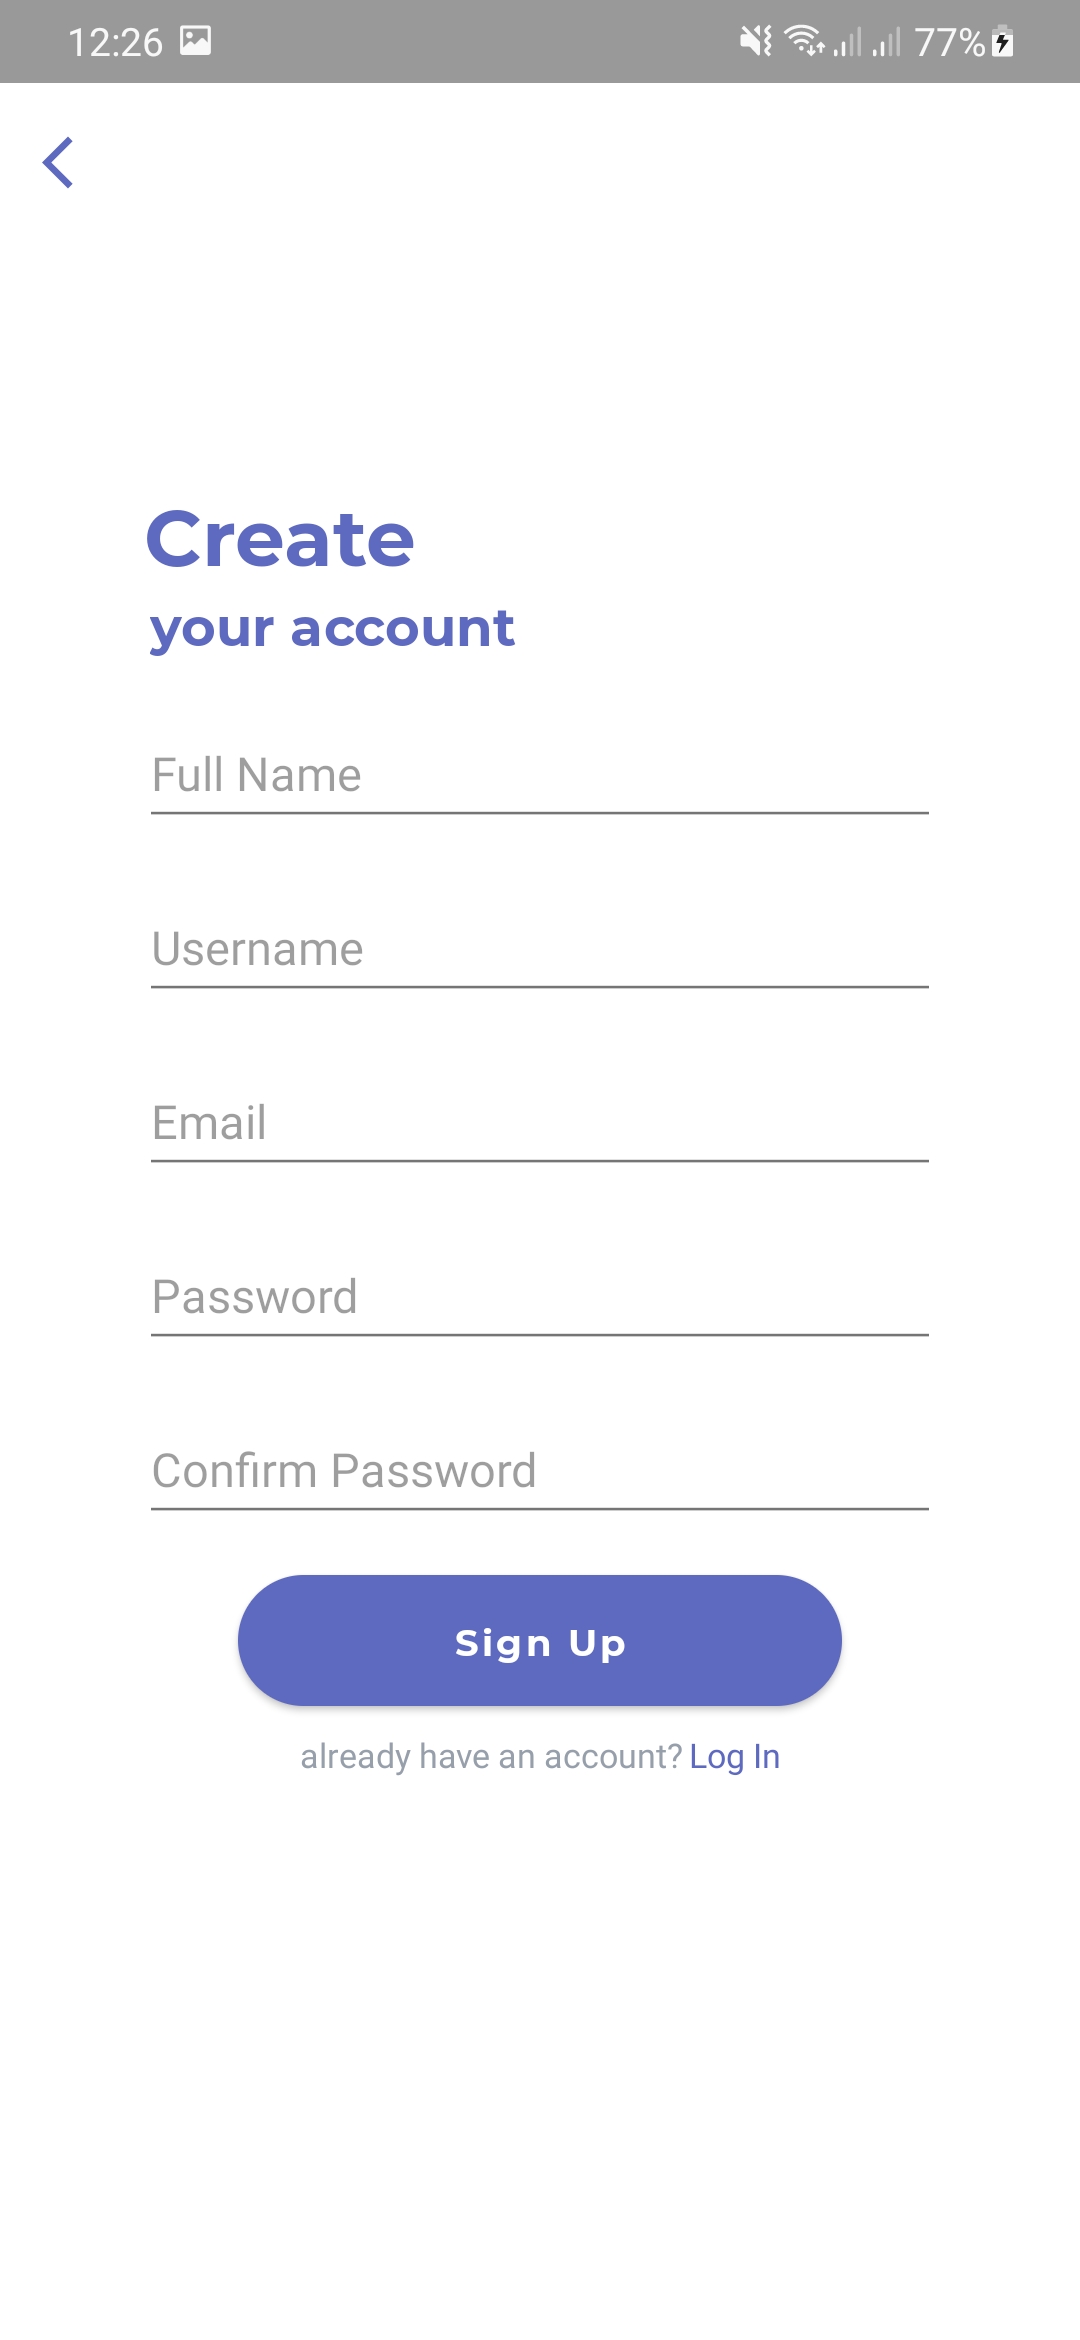 12:26 77%
Create
your account
Full Name
Username
Email
Password
Confirm Password
Sign Up
already have an account? Log In